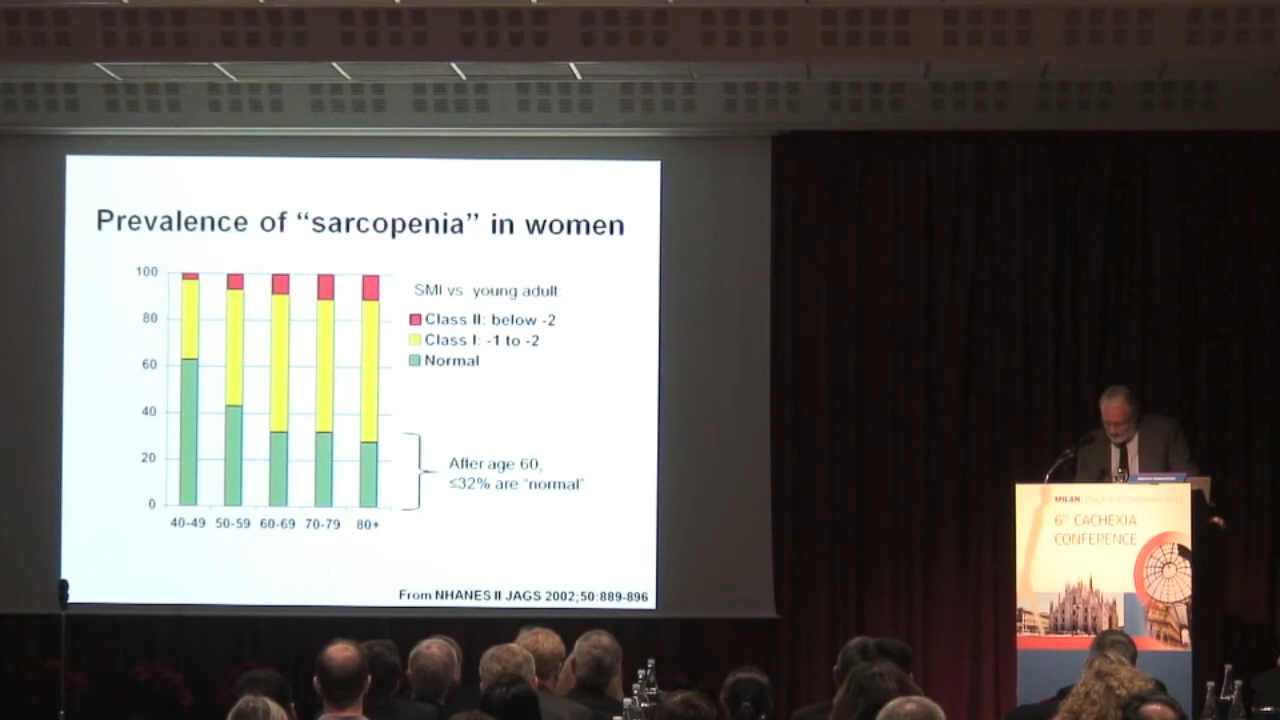 Prevalence of “sarcopenia” in women
100
80
60
40
20
0
40-49 50-59 60-69 70-79 80+
SMI vs. young adult:
Class II: below -2
Class I: -1 to -2
Normal
After age 60,
≤32% are “normal”
From NHANES II JAGS 2002;50:889-896
MILAN
6TH CACHEXIA
CONFERENCE